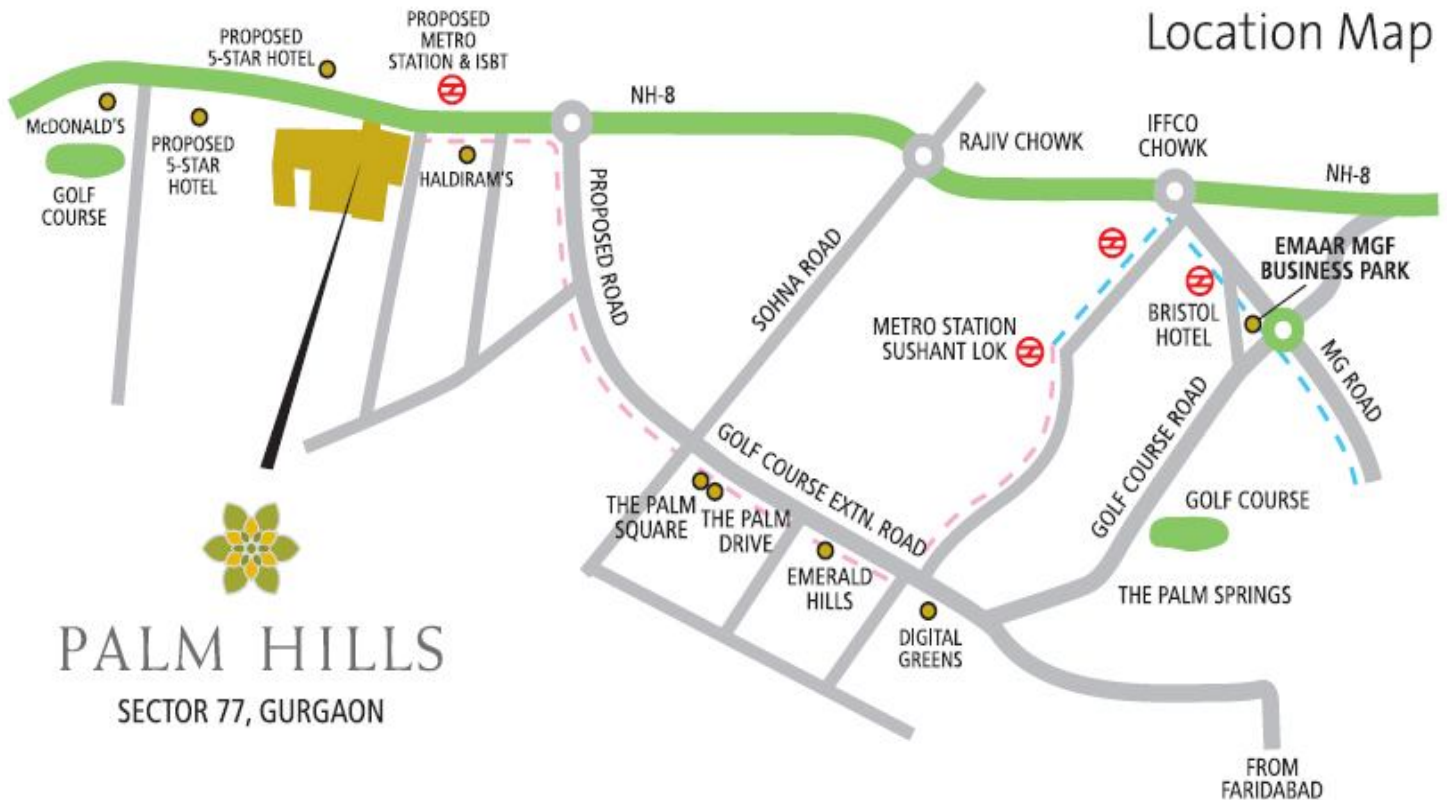 Location Map
PROPOSED
5-STAR HOTEL
PROPOSED
METRO
STATION & ISBT
NH-8
McDONALD'S
PROPOSED
5-STAR
HOTEL
GOLF
COURSE
HALDIRAM'S
RAJIV CHOWK
IFFCO
CHOWK
NH-8
PROPOSED ROAD
SOHNA ROAD
EMAAR MGF
BUSINESS PARK
BRISTOL
HOTEL
METRO STATION
SUSHANT LOK
MG ROAD
GOLF COURSE ROAD
GOLF COURSE EXTN. ROAD
GOLF COURSE
THE PALM
SQUARE
THE PALM
DRIVE
EMERALD
HILLS
DIGITAL
GREENS
THE PALM SPRINGS
PALM HILLS
SECTOR 77, GURGAON
FROM
FARIDABAD